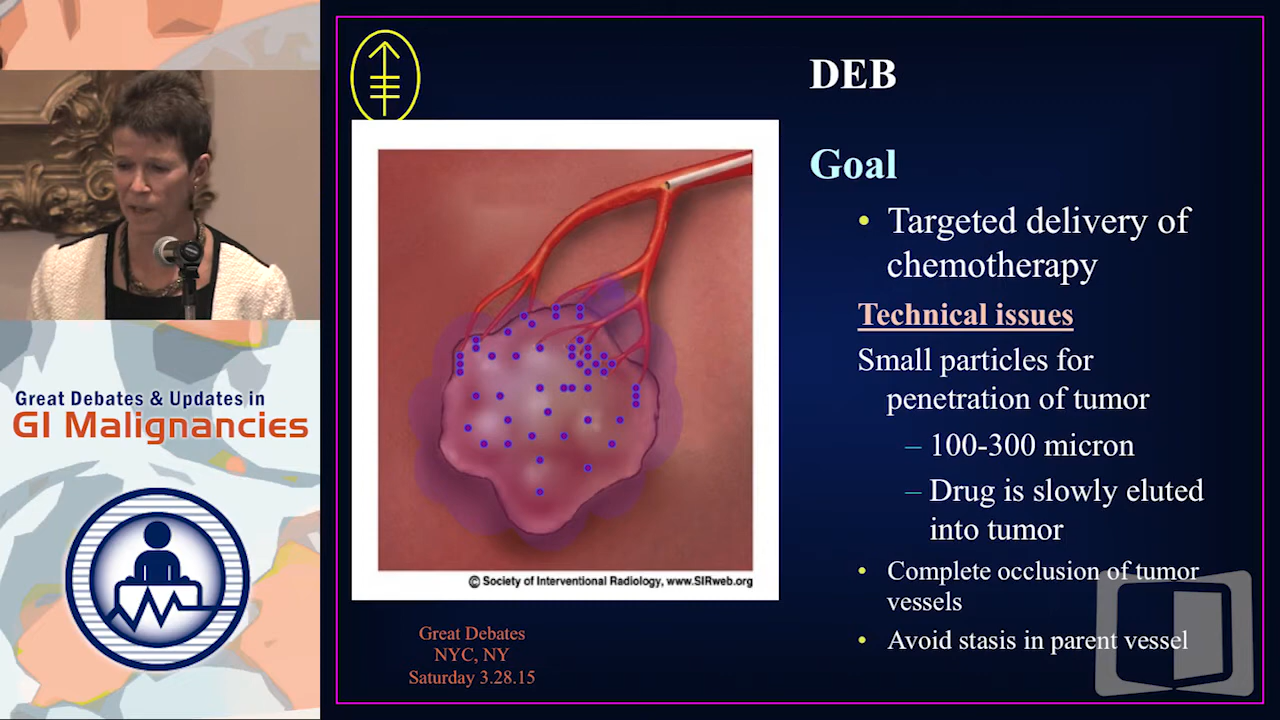 DEB
Goal
• Targeted delivery of
chemotherapy
Technical issues
Small particles for
penetration of tumor
– 100-300 micron
– Drug is slowly eluted
into tumor
• Complete occlusion of tumor
vessels
• Avoid stasis in parent vessel
© Society of Interventional Radiology, www.SIRweb.org
Great Debates
NYC, NY
Saturday 3.28.15
Great Debates & Updates in
GI Malignancies